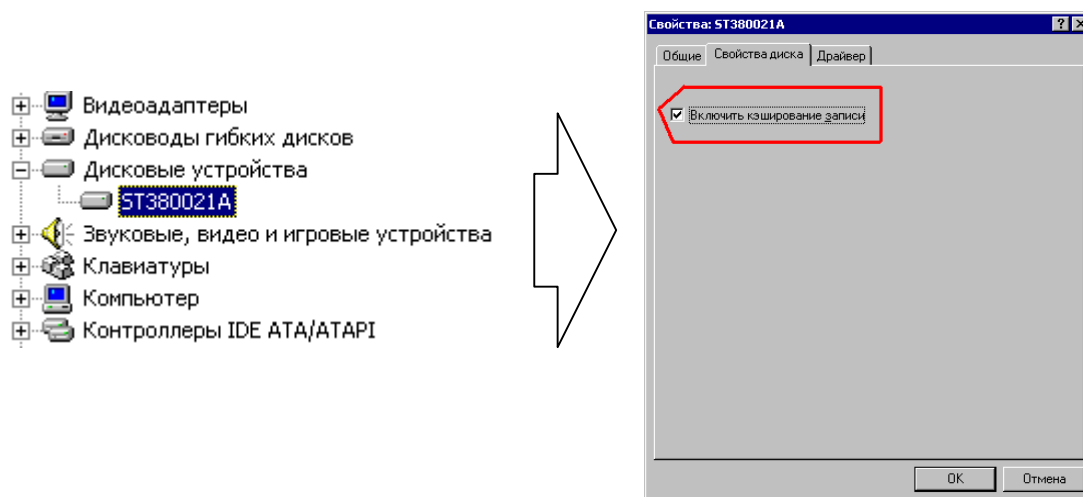 Видеоадаптеры
Дисководы гибких дисков
Дисковые устройства
ST380021A
Звуковые, видео и игровые устройства
Клавиатуры
Компьютер
Контроллеры IDE ATA/ATAPI
Свойства: ST380021A
Общие Свойства диска Драйвер
Включить кэширование записи
OK Отмена